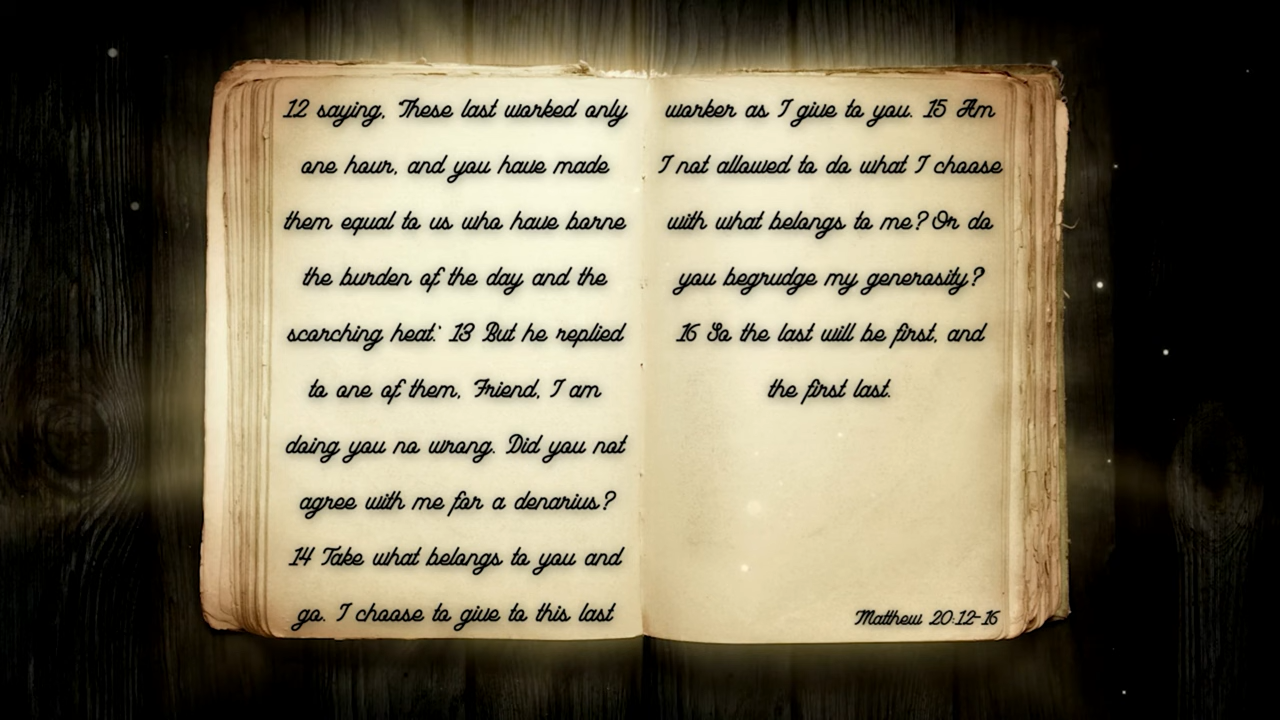 12 saying, 'These last worked only
one hour, and you have made
them equal to us who have borne
the burden of the day and the
scorching heat.' 13 But he replied
to one of them, 'Friend, I am
doing you no wrong. Did you not
agree with me for a denarius?
14 Take what belongs to you and
go. I choose to give to this last
worker as I give to you. 15 Am
I not allowed to do what I choose
with what belongs to me? Or do
you begrudge my generosity?'
16 So the last will be first, and
the first last.
Matthew 20:12-16